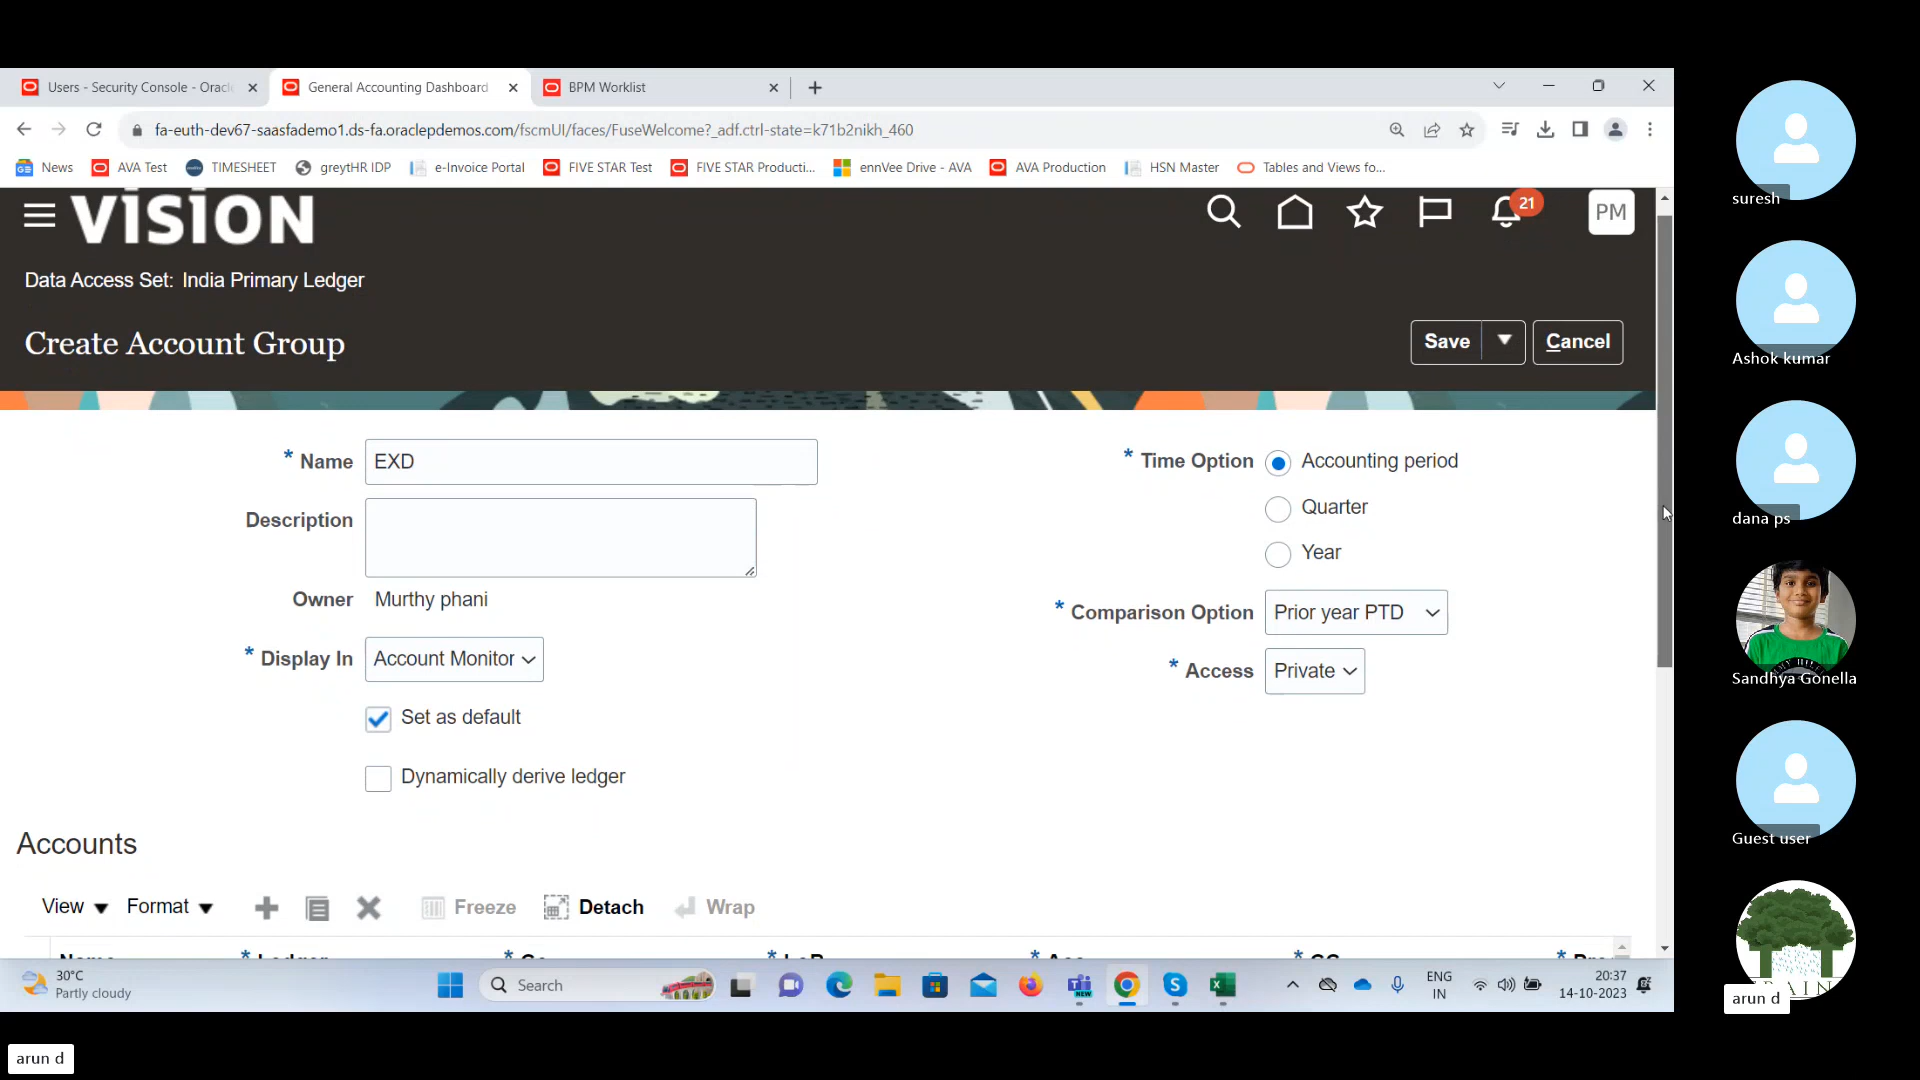 Users - Security Console - Oracl
General Accounting Dashboard
BPM Worklist
fa-euth-dev67-saasfademo1.ds-fa.oraclepdemos.com/fscmUI/faces/FuseWelcome?_adf.ctrl-state=k71b2nikh_460
News
AVA Test
TIMESHEET
greytHR IDP
e-Invoice Portal
FIVE STAR Test
FIVE STAR Producti...
ennVee Drive - AVA
AVA Production
HSN Master
Tables and Views fo...
VISION
21
PM
Data Access Set: India Primary Ledger
Create Account Group
Save
Cancel
* Name EXD
Description
Owner Murthy phani
* Display In Account Monitor
Set as default
Dynamically derive ledger
* Time Option Accounting period
Quarter
Year
* Comparison Option Prior year PTD
* Access Private
Accounts
View Format Freeze Detach Wrap
30°C
Partly cloudy
Search
ENG
IN
20:37
14-10-2023
suresh
Ashok kumar
dana ps
Sandhya Gonella
Guest user
arun d
arun d